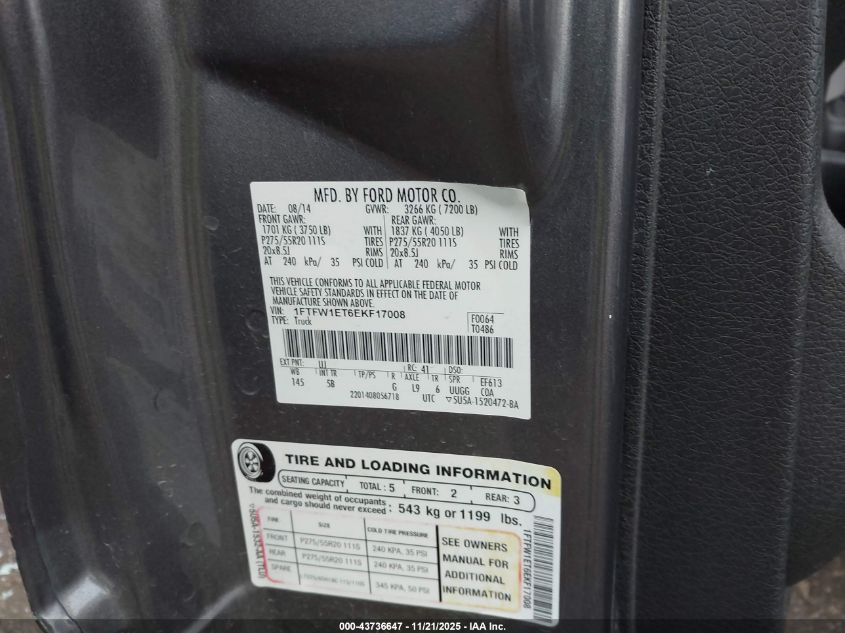 MFD. BY FORD MOTOR CO.
DATE: 08/14 GVWR: 3266 KG ( 7200 LB)
FRONT GAWR: REAR GAWR:
1701 KG ( 3750 LB) WITH 1837 KG ( 4050 LB) WITH
P275/55R20 111S TIRES P275/55R20 111S TIRES
20x8.5J RIMS 20x8.5J RIMS
AT 240 kPa/ 35 PSI COLD AT 240 kPa/ 35 PSI COLD
THIS VEHICLE CONFORMS TO ALL APPLICABLE FEDERAL MOTOR
VEHICLE SAFETY STANDARDS IN EFFECT ON THE DATE OF
MANUFACTURE SHOWN ABOVE.
VIN: 1FTFW1ET6EKF17008 F0064
TYPE: Truck T0486
EXT PNT: UJ RC: 41 DSO:
WB INT TR TP/PS R AXLE TR SPR EF613
145 5B G L9 6 UUGG C0A
2201408056718 UTC ▽5U5A-1520472-BA
TIRE AND LOADING INFORMATION
SEATING CAPACITY TOTAL: 5 FRONT: 2 REAR: 3
The combined weight of occupants
and cargo should never exceed: 543 kg or 1199 lbs.
TIRE SIZE COLD TIRE PRESSURE
FRONT P275/55R20 111S 240 KPA, 35 PSI
REAR P275/55R20 111S 240 KPA, 35 PSI
SPARE 345 KPA, 50 PSI
SEE OWNERS
MANUAL FOR
ADDITIONAL
INFORMATION
1FTFW1ET6EKF17008
000-43736647 - 11/21/2025 - IAA Inc.